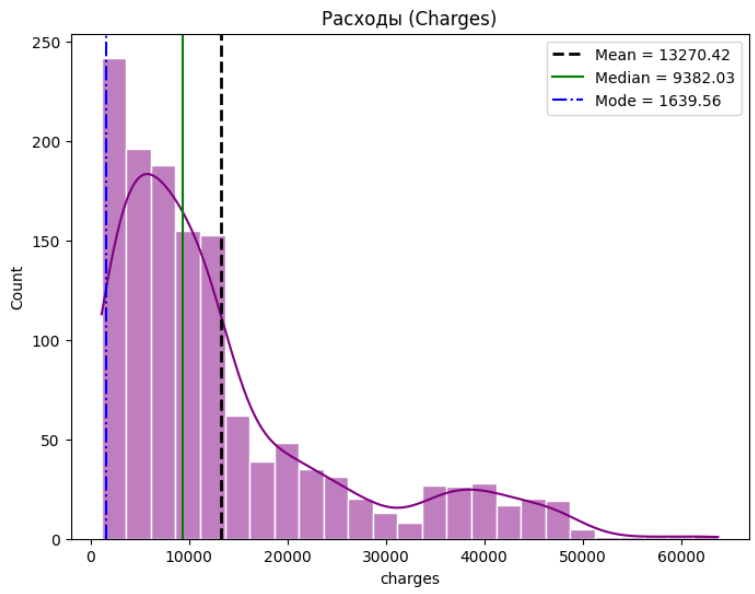 Расходы (Charges)
Mean = 13270.42
Median = 9382.03
Mode = 1639.56
250
200
150
100
50
0
Count
0 10000 20000 30000 40000 50000 60000
charges